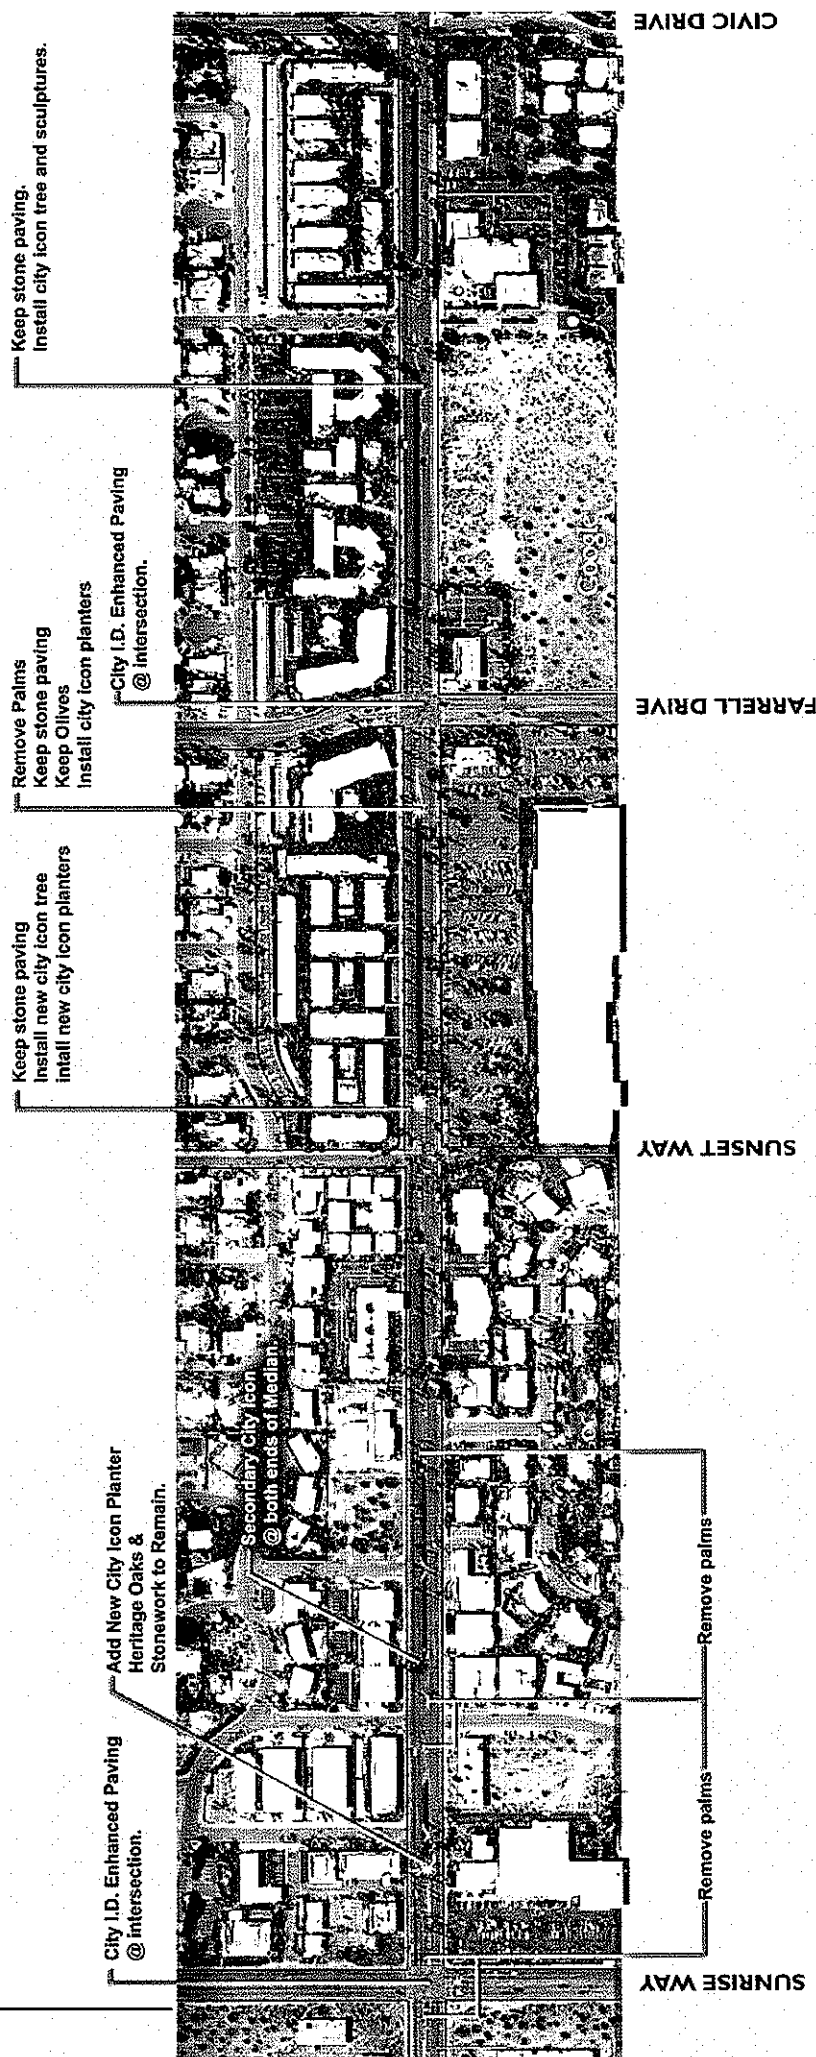 City I.D. Enhanced Paving
@ intersection.
Add New City Icon Planter
Heritage Oaks &
Stonework to Remain.
Secondary City Icon
@ both ends of Median.
Keep stone paving
Install new city icon tree
intall new city icon planters
Remove Palms
Keep stone paving
Keep Olives
Install city icon planters
City I.D. Enhanced Paving
@ intersection.
Keep stone paving.
Install city icon tree and sculptures.
Google
Remove palms
Remove palms
SUNRISE WAY
SUNSET WAY
FARRELL DRIVE
CIVIC DRIVE